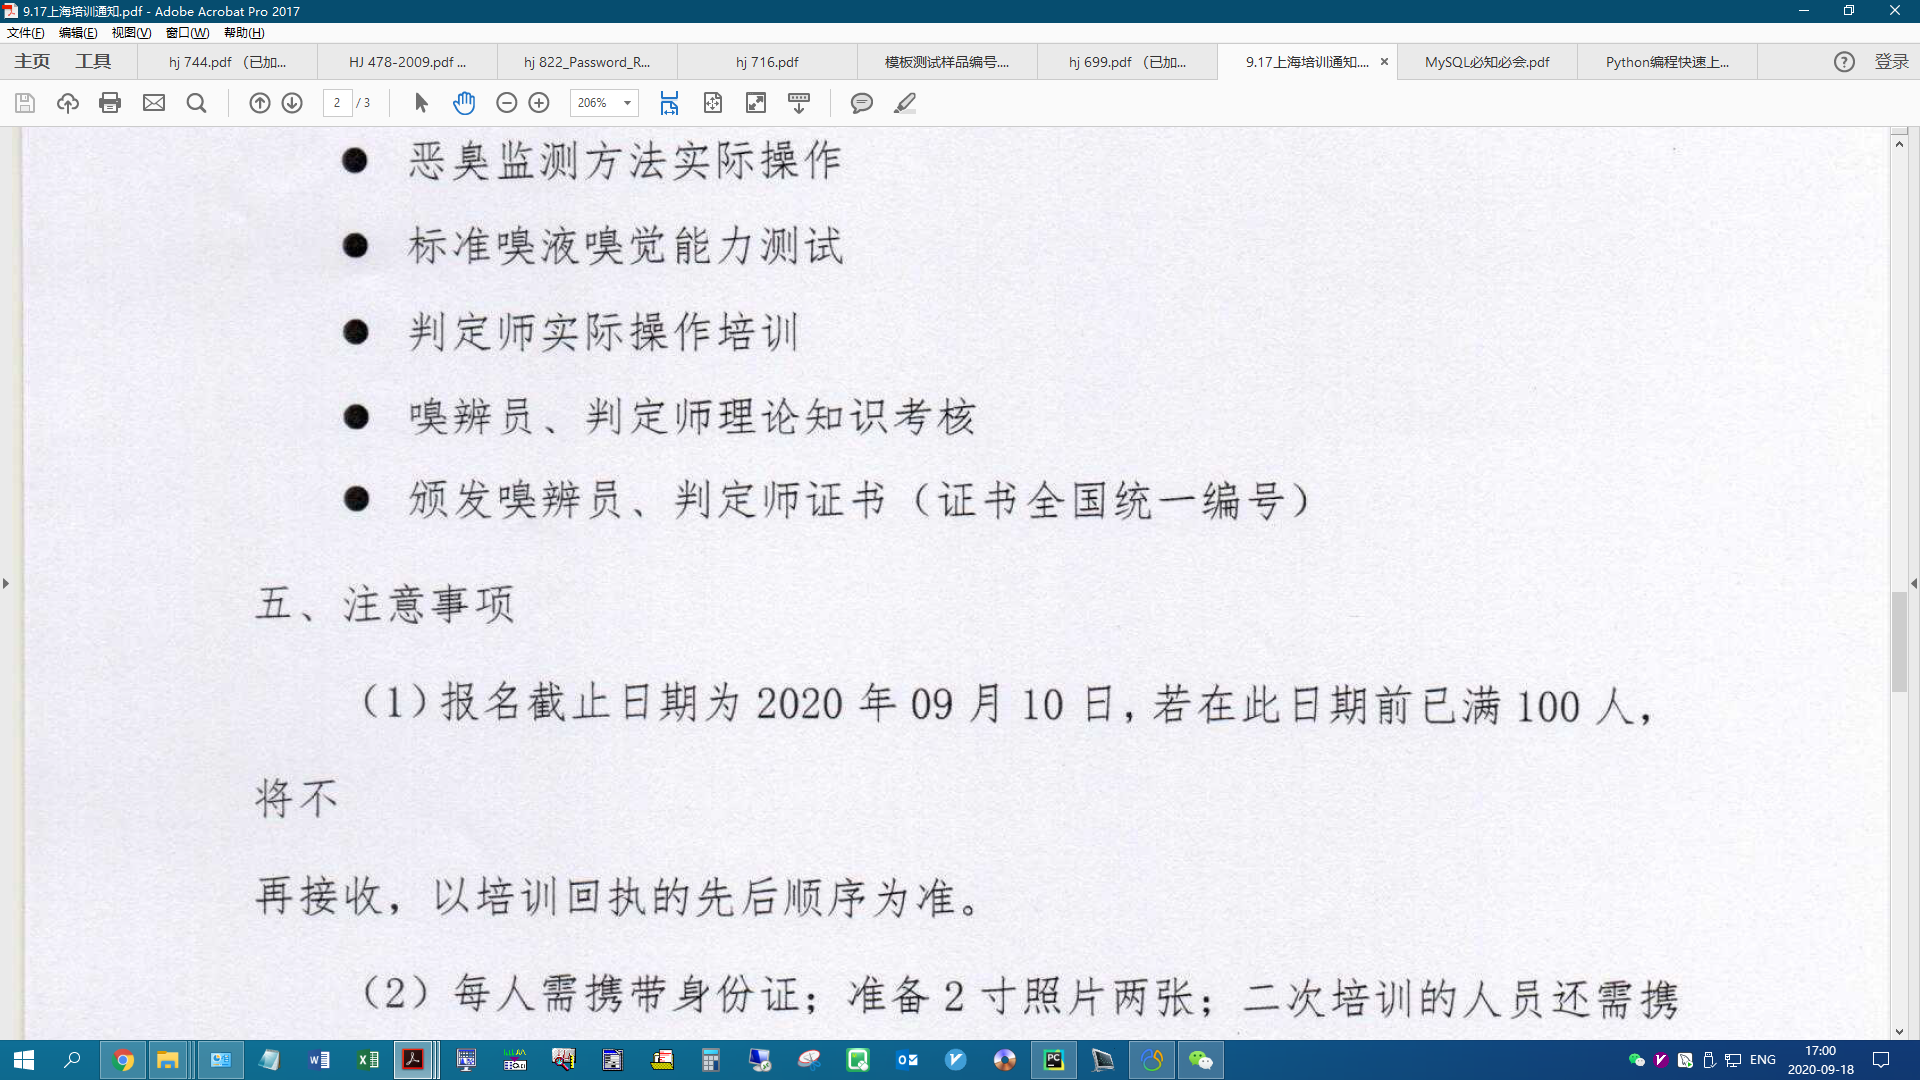 9.17上海培训通知.pdf - Adobe Acrobat Pro 2017
文件(F) 编辑(E) 视图(V) 窗口(W) 帮助(H)
主页 工具 hj 744.pdf （已加... HJ 478-2009.pdf ... hj 822_Password_R... hj 716.pdf 模板测试样品编号.... hj 699.pdf （已加... 9.17上海培训通知.... × MySQL必知必会.pdf Python编程快速上... 登录
2 / 3 206%
● 恶臭监测方法实际操作
● 标准嗅液嗅觉能力测试
● 判定师实际操作培训
● 嗅辨员、判定师理论知识考核
● 颁发嗅辨员、判定师证书（证书全国统一编号）
五、注意事项
（1）报名截止日期为 2020 年 09 月 10 日，若在此日期前已满 100 人，
将不
再接收，以培训回执的先后顺序为准。
（2）每人需携带身份证；准备 2 寸照片两张；二次培训的人员还需携
ENG
17:00
2020-09-18